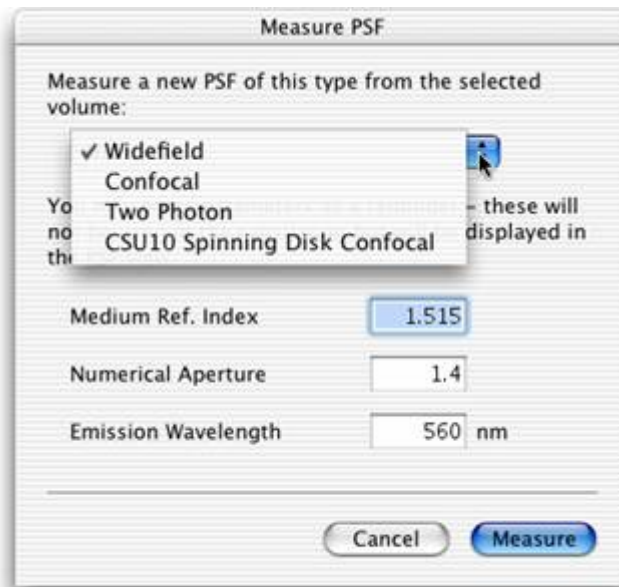 Measure PSF
Measure a new PSF of this type from the selected
volume:
✓ Widefield
Confocal
Two Photon
CSU10 Spinning Disk Confocal
Yo – these will
no displayed in
the
Medium Ref. Index 1.515
Numerical Aperture 1.4
Emission Wavelength 560 nm
Cancel Measure